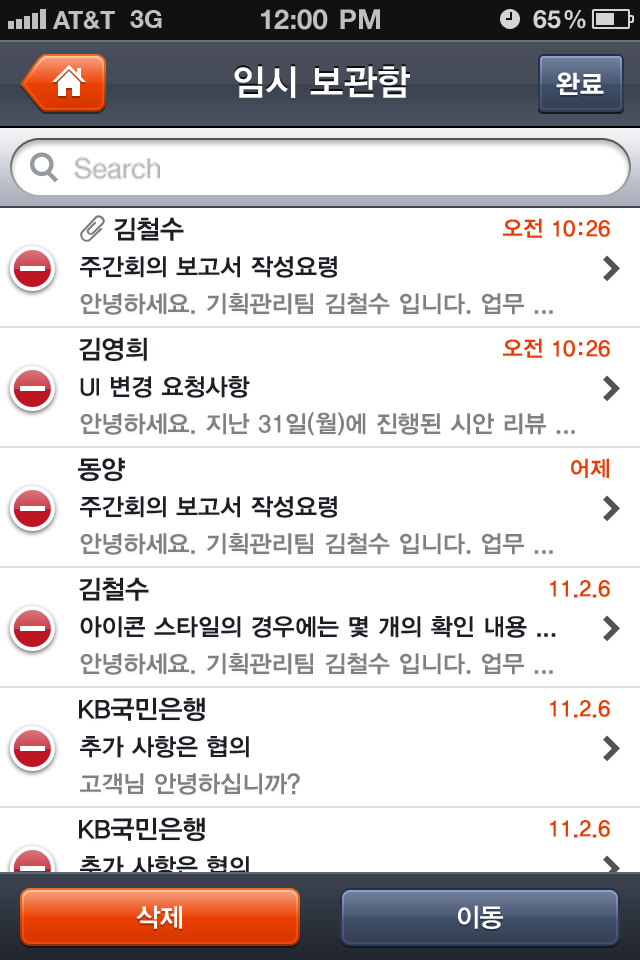 AT&T 3G 12:00 PM 65%
임시 보관함
완료
Search
김철수 오전 10:26
주간회의 보고서 작성요령
안녕하세요. 기획관리팀 김철수 입니다. 업무 ...
김영희 오전 10:26
UI 변경 요청사항
안녕하세요. 지난 31일(월)에 진행된 시안 리뷰 ...
동양 어제
주간회의 보고서 작성요령
안녕하세요. 기획관리팀 김철수 입니다. 업무 ...
김철수 11.2.6
아이콘 스타일의 경우에는 몇 개의 확인 내용 ...
안녕하세요. 기획관리팀 김철수 입니다. 업무 ...
KB국민은행 11.2.6
추가 사항은 협의
고객님 안녕하십니까?
KB국민은행 11.2.6
추가 사항은 협의
삭제 이동